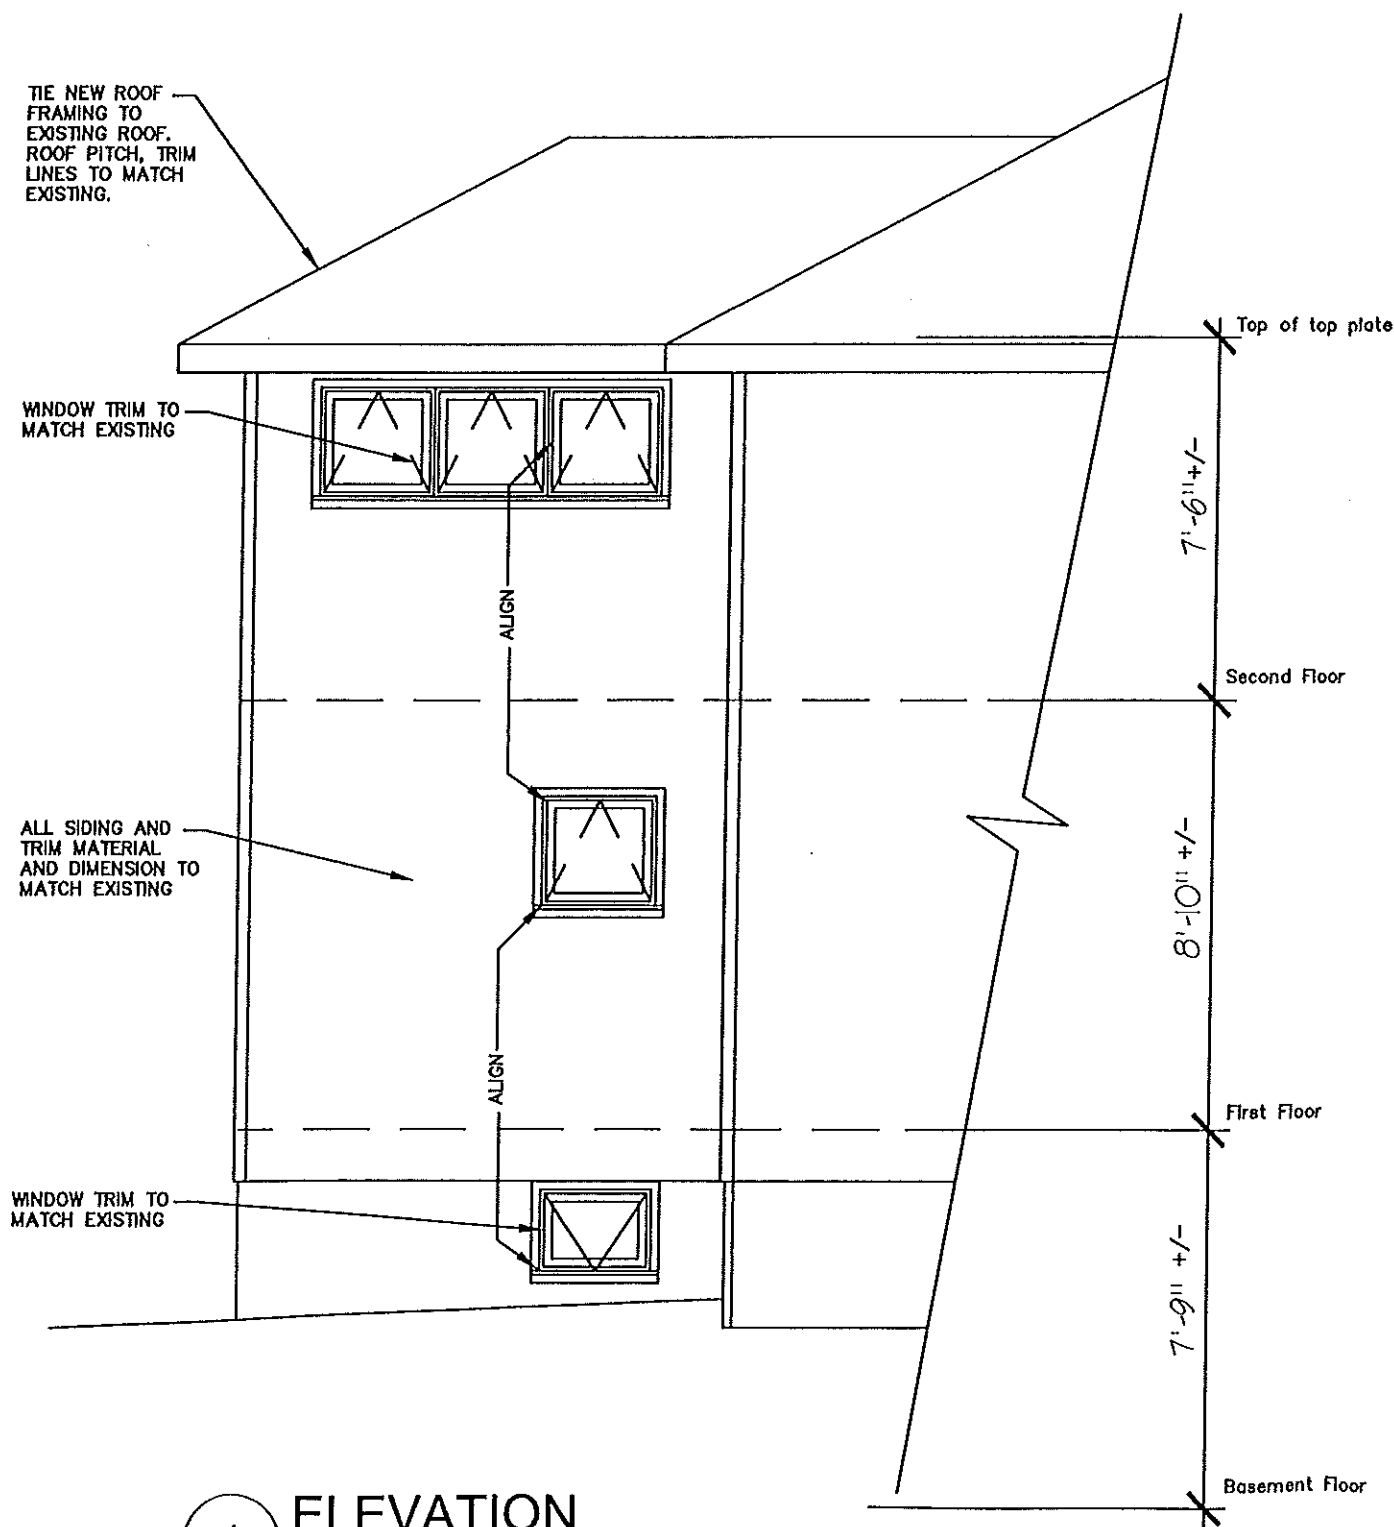 TIE NEW ROOF
FRAMING TO
EXISTING ROOF.
ROOF PITCH, TRIM
LINES TO MATCH
EXISTING.
Top of top plate
WINDOW TRIM TO
MATCH EXISTING
7'-6"+/-
ALIGN
Second Floor
ALL SIDING AND
TRIM MATERIAL
AND DIMENSION TO
MATCH EXISTING
8'-10" +/-
ALIGN
First Floor
WINDOW TRIM TO
MATCH EXISTING
7'-9" +/-
Basement Floor
ELEVATION